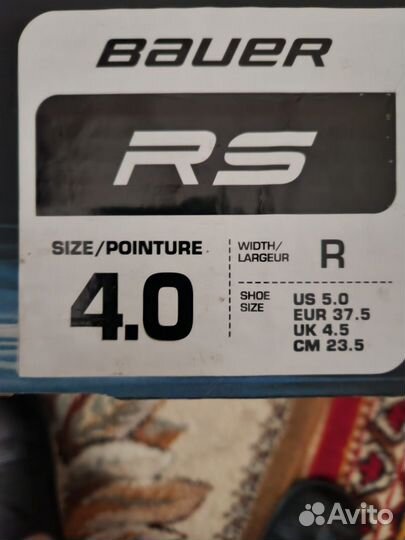 BAUER
RS
SIZE/POINTURE
4.0
WIDTH/
LARGEUR
R
SHOE
SIZE
US 5.0
EUR 37.5
UK 4.5
CM 23.5
Avito